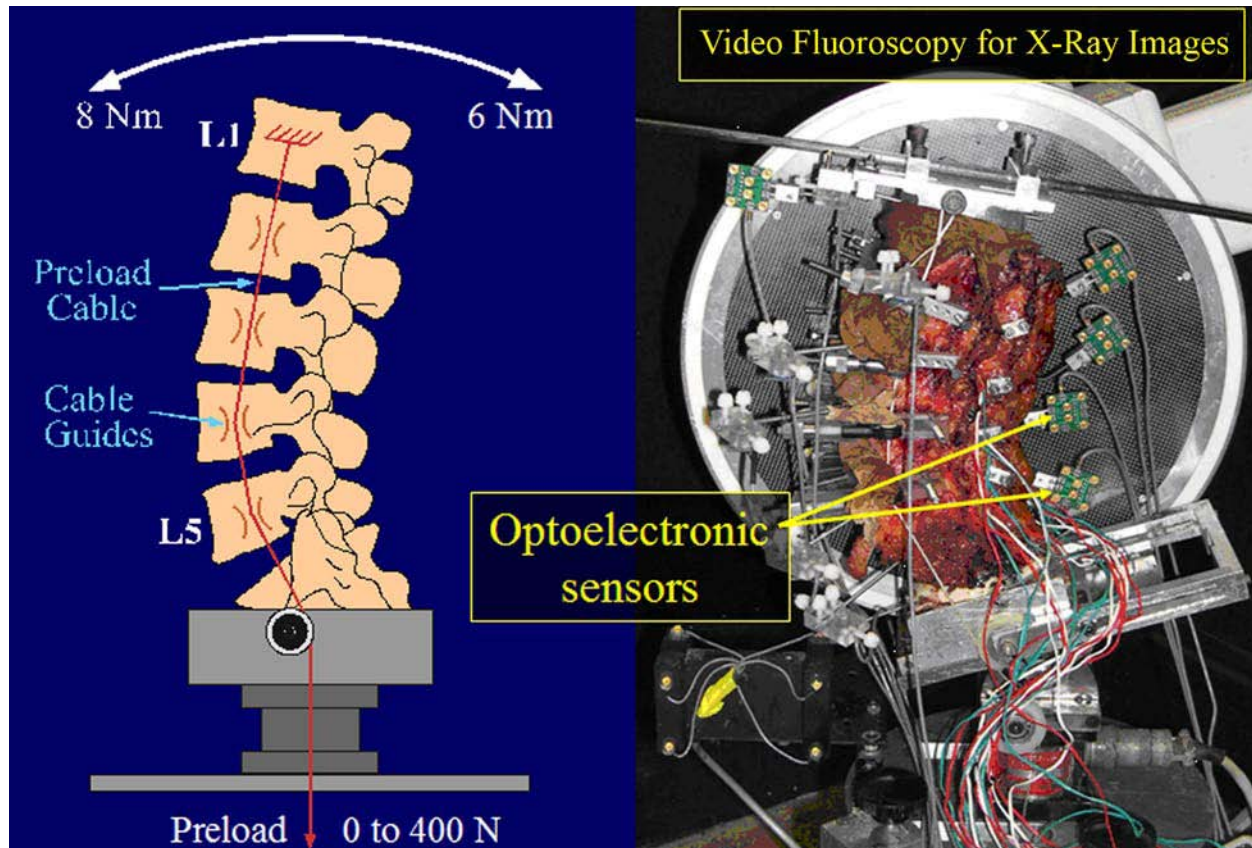 8 Nm
6 Nm
L1
Preload
Cable
Cable
Guides
L5
Preload
0 to 400 N
Video Fluoroscopy for X-Ray Images
Optoelectronic
sensors